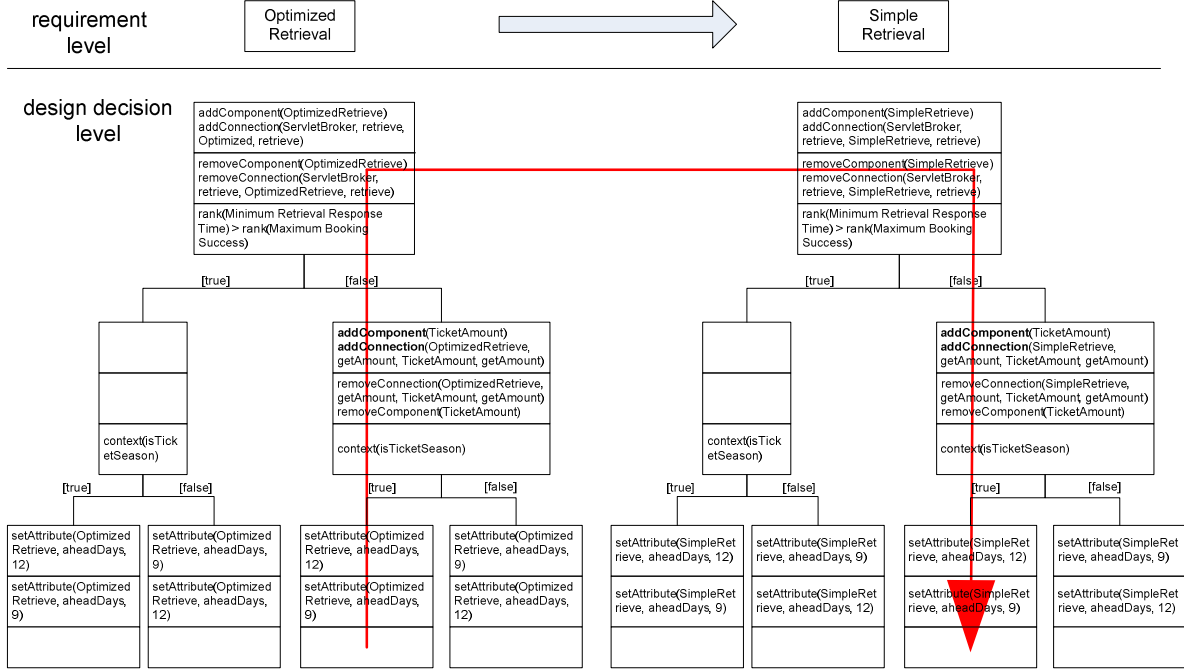 requirement
level
Optimized
Retrieval
Simple
Retrieval
design decision
level
addComponent(OptimizedRetrieve)
addConnection(ServletBroker, retrieve,
Optimized, retrieve)
removeComponent(OptimizedRetrieve)
removeConnection(ServletBroker,
retrieve, OptimizedRetrieve, retrieve)
rank(Minimum Retrieval Response
Time) > rank(Maximum Booking
Success)
addComponent(SimpleRetrieve)
addConnection(ServletBroker,
retrieve, SimpleRetrieve, retrieve)
removeComponent(SimpleRetrieve)
removeConnection(ServletBroker,
retrieve, SimpleRetrieve, retrieve)
rank(Minimum Retrieval Response
Time) > rank(Maximum Booking
Success)
[true]
[false]
[true]
[false]
context(isTick
etSeason)
addComponent(TicketAmount)
addConnection(OptimizedRetrieve,
getAmount, TicketAmount, getAmount)
removeConnection(OptimizedRetrieve,
getAmount, TicketAmount, getAmount)
removeComponent(TicketAmount)
context(isTicketSeason)
context(isTick
etSeason)
addComponent(TicketAmount)
addConnection(SimpleRetrieve,
getAmount, TicketAmount, getAmount)
removeConnection(SimpleRetrieve,
getAmount, TicketAmount, getAmount)
removeComponent(TicketAmount)
context(isTicketSeason)
[true]
[false]
[true]
[false]
[true]
[false]
[true]
[false]
setAttribute(Optimized
Retrieve, aheadDays,
12)
setAttribute(Optimized
Retrieve, aheadDays,
9)
setAttribute(Optimized
Retrieve, aheadDays,
9)
setAttribute(Optimized
Retrieve, aheadDays,
12)
setAttribute(Optimized
Retrieve, aheadDays,
12)
setAttribute(Optimized
Retrieve, aheadDays,
9)
setAttribute(Optimized
Retrieve, aheadDays,
9)
setAttribute(Optimized
Retrieve, aheadDays,
12)
setAttribute(SimpleRet
rieve, aheadDays, 12)
setAttribute(SimpleRet
rieve, aheadDays, 9)
setAttribute(SimpleRet
rieve, aheadDays, 9)
setAttribute(SimpleRet
rieve, aheadDays, 12)
setAttribute(SimpleRet
rieve, aheadDays, 12)
setAttribute(SimpleRet
rieve, aheadDays, 9)
setAttribute(SimpleRet
rieve, aheadDays, 9)
setAttribute(SimpleRet
rieve, aheadDays, 12)